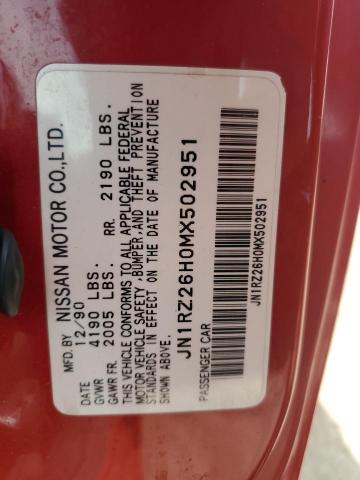 MFD. BY NISSAN MOTOR CO.,LTD.
DATE 12/90
GVWR 4190 LBS.
GAWR FR. 2005 LBS. RR. 2190 LBS.
THIS VEHICLE CONFORMS TO ALL APPLICABLE FEDERAL
MOTOR VEHICLE SAFETY ,BUMPER,AND THEFT PREVENTION
STANDARDS IN EFFECT ON THE DATE OF MANUFACTURE
SHOWN ABOVE.
JN1RZ26H0MX502951
PASSENGER CAR
JN1RZ26H0MX502951